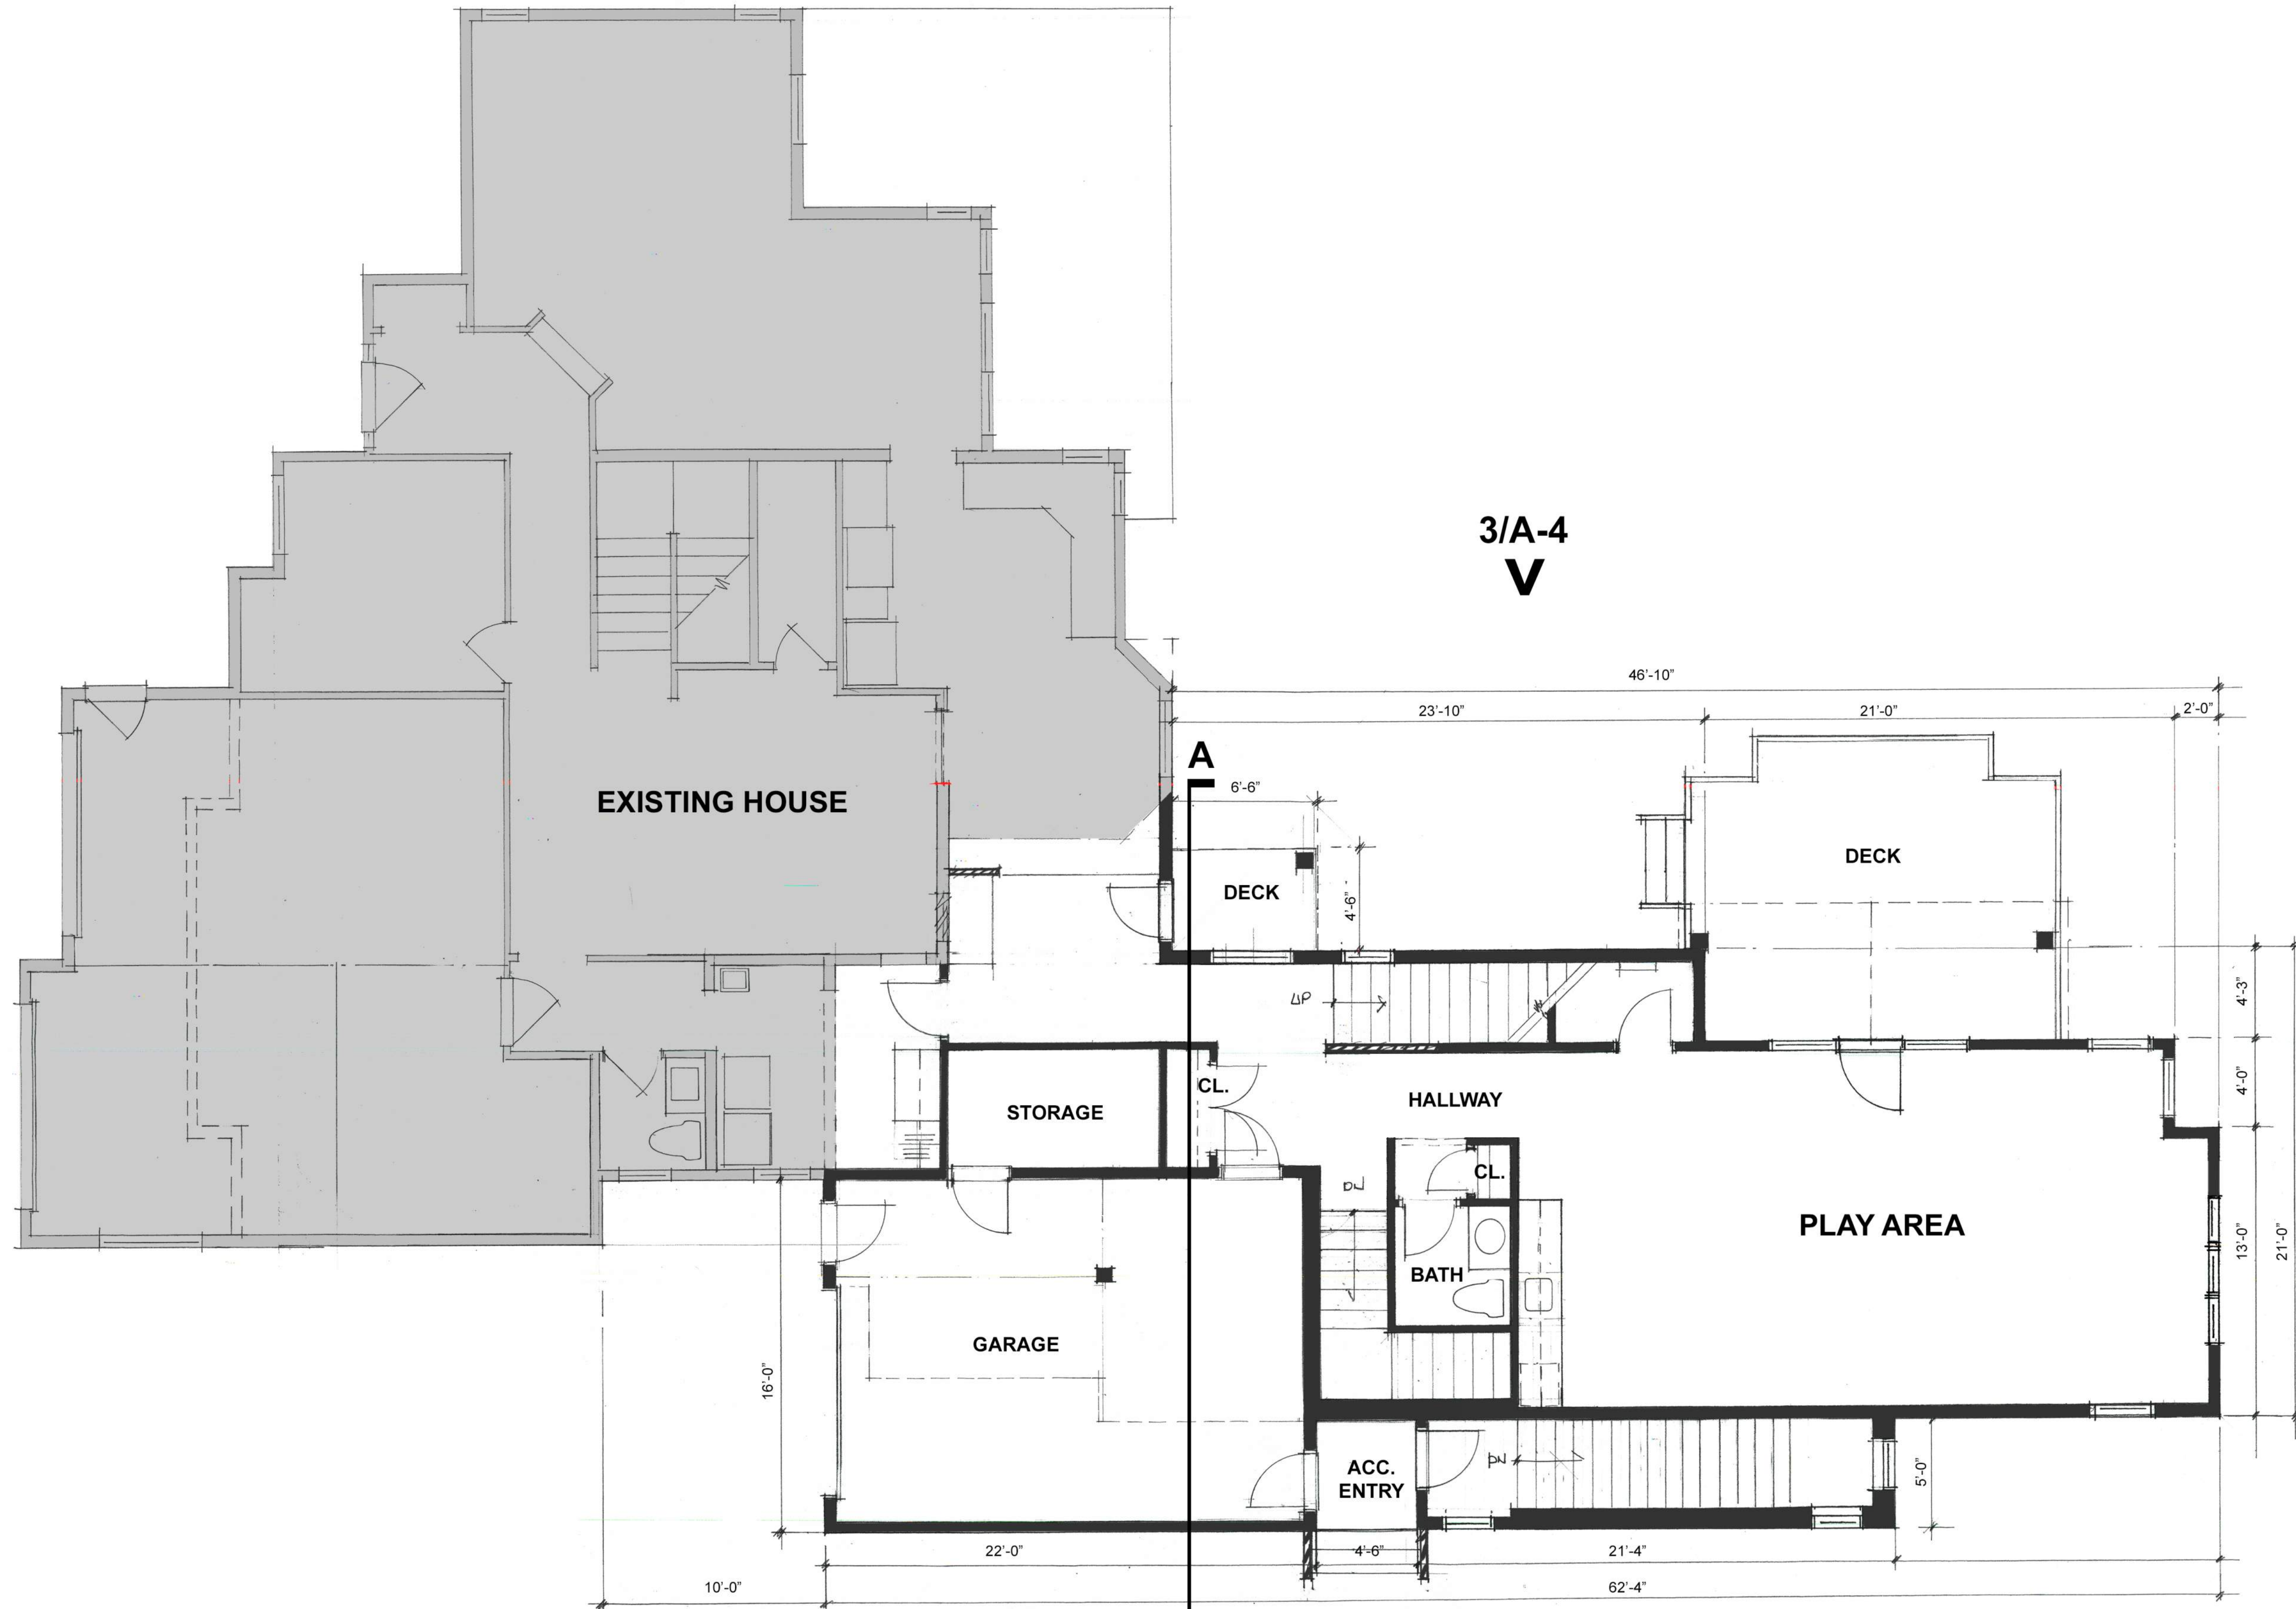 3/A-4
V
46'-10"
23'-10"
21'-0"
2'-0"
A
6'-6"
EXISTING HOUSE
DECK
4'-6"
DECK
UP
4'-3"
STORAGE
CL.
HALLWAY
4'-0"
CL.
DN
PLAY AREA
BATH
13'-0"
21'-0"
GARAGE
16'-0"
ACC.
ENTRY
DN
5'-0"
22'-0"
4'-6"
21'-4"
10'-0"
62'-4"